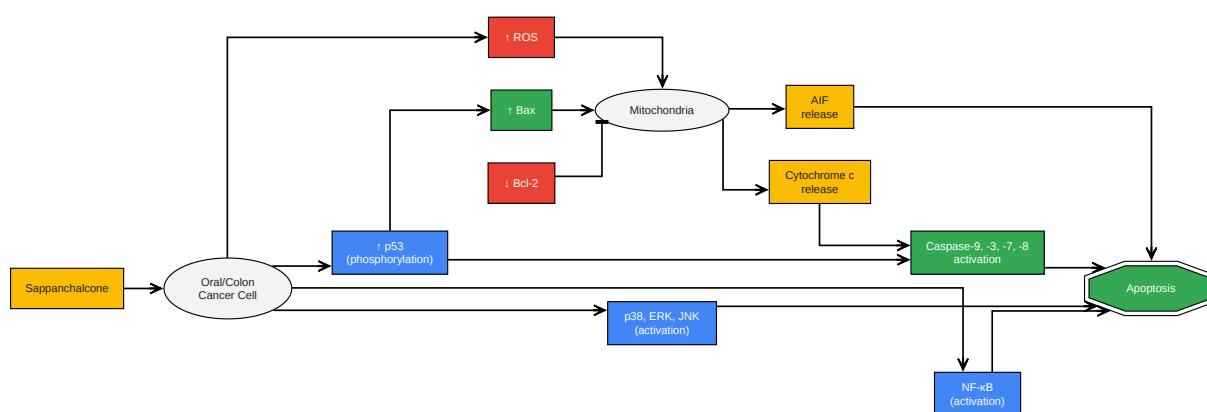 ↑ ROS
↑ Bax
Mitochondria
AIF
release
↓ Bcl-2
Cytochrome c
release
↑ p53
(phosphorylation)
Caspase-9, -3, -7, -8
activation
Sappanchalcone
Oral/Colon
Cancer Cell
Apoptosis
p38, ERK, JNK
(activation)
NF-κB
(activation)